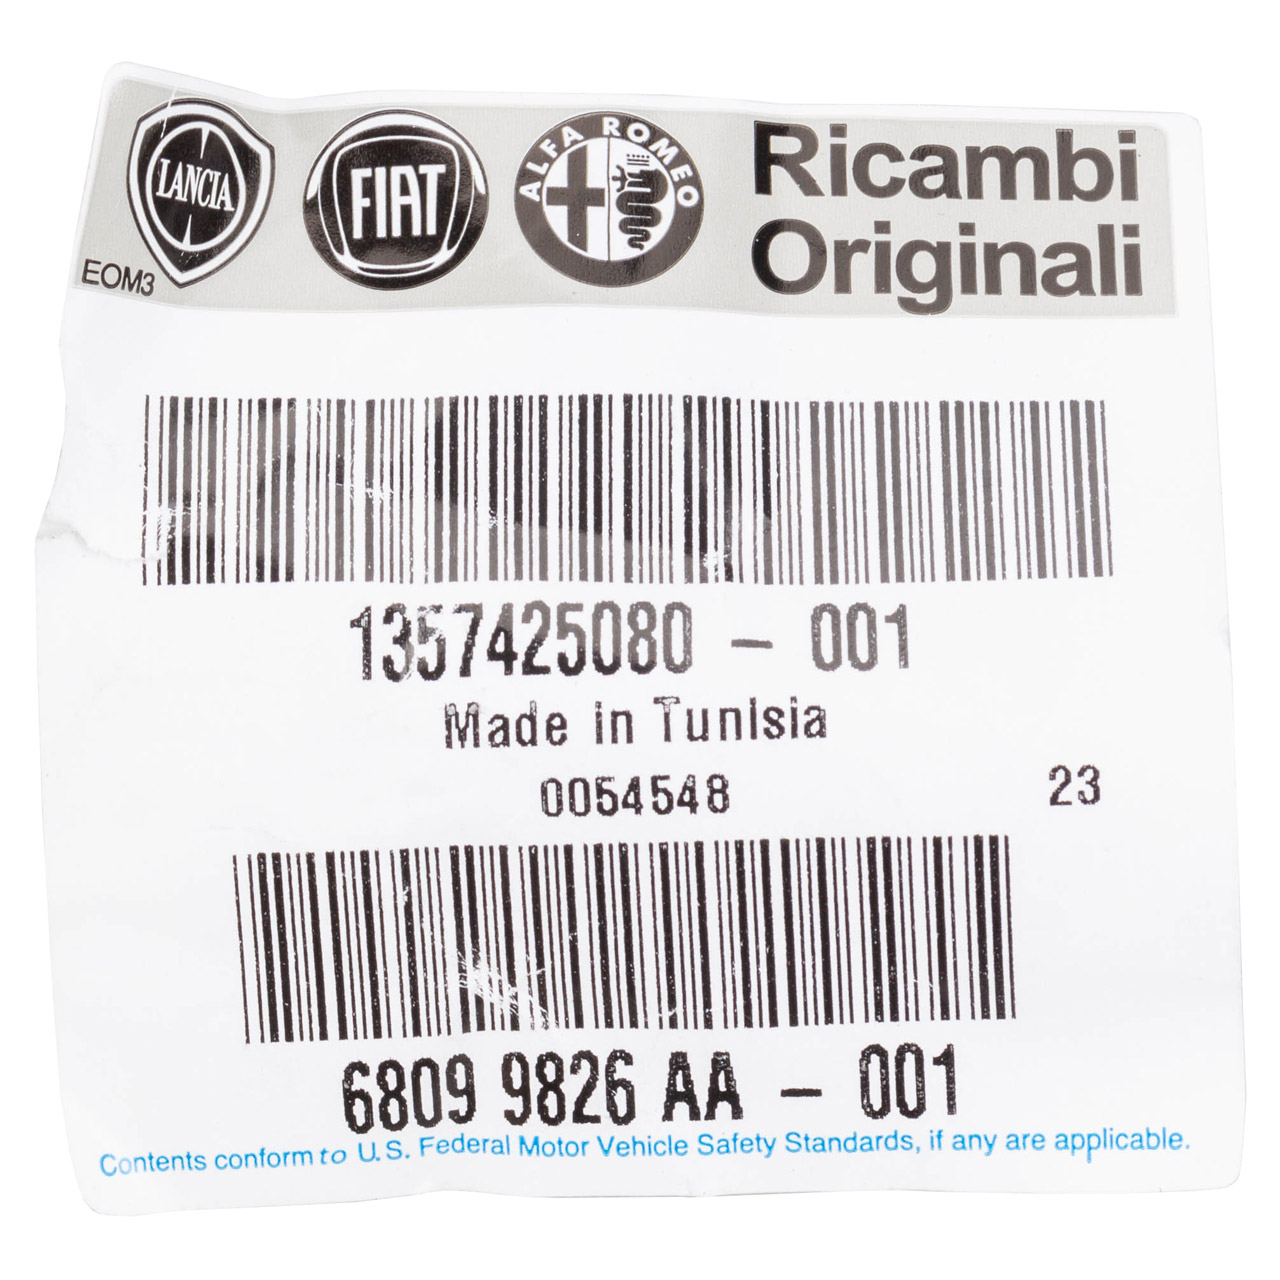 LANCIA
FIAT
ALFA ROMEO
Ricambi
Originali
EOM3
1357425080 - 001
Made in Tunisia
0054548
23
6809 9826 AA - 001
Contents conform to U.S. Federal Motor Vehicle Safety Standards, if any are applicable.